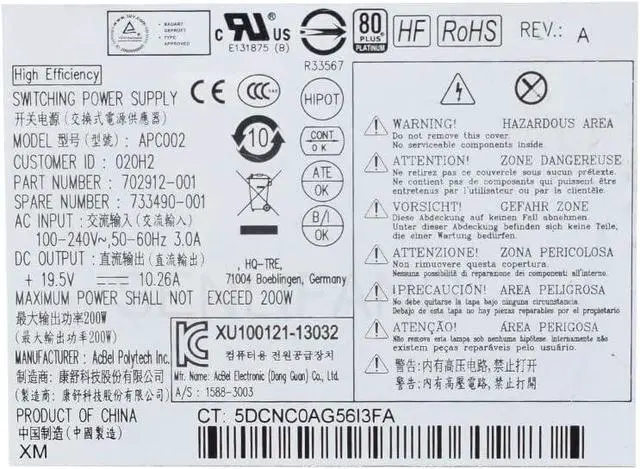 BAUART GEPRÜFT
TYPE APPROVED
c UL US
E131875 (B)
R33567
80 PLUS PLATINUM
HF
RoHS
REV.: A
High Efficiency
SWITCHING POWER SUPPLY
开关电源 (交換式電源供應器)
MODEL 型号(型號): APC002
CUSTOMER ID : 020H2
PART NUMBER : 702912-001
SPARE NUMBER : 733490-001
AC INPUT : 交流输入 (交流輸入)
100-240V~,50-60Hz 3.0A
DC OUTPUT : 直流输出 (直流輸出)
+ 19.5V 10.26A
MAXIMUM POWER SHALL NOT EXCEED 200W
最大输出功率200W
(最大輸出功率200W)
MANUFACTURER : AcBel Polytech Inc.
制造商: 康舒科技股份有限公司
(製造商: 康舒科技股份有限公司)
PRODUCT OF CHINA
中国制造 (中國製造)
XM
CE
CCC
HIPOT
10
CONT OK
ATE OK
B/I OK
, HQ-TRE,
71004 Boeblingen, Germany
KC
XU100121-13032
컴퓨터용 전원공급장치
Mfr. Name: AcBel Electronic (Dong Guan) Co., Ltd.
A/S : 1588-3003
WARNING! HAZARDOUS AREA
Do not remove this cover.
No serviceable components inside.
ATTENTION! ZONE DANGEREUSE
Ne retirez pas ce couvercle sous aucun prétexte.
Ne contient pas de composants qui puissent être
entretenus par l'utilisateur ou par la clientele.
VORSICHT! GEFAHR ZONE
Diese Abdeckung auf keinen Fall abnehmen.
Unter dieser Abdeckung befinden sich keine Teile,
die einer Wartung bedürfen.
ATTENZIONE! ZONA PERICOLOSA
Non rimuovere questa copertura.
Nessuna possibilità di riparazione dei componenti all'interno.
¡PRECAUCIÓN! ÁREA PELIGROSA
No debe quitarse la tapa bajo ninguna circunstancia.
Debajo de esta tapa no hay piezas reemplazables por el propietario
ATENÇÃO! ÁREA PERIGOSA
Não remova esta tampa sob nenhuma hipótese. internamente não
existem peças reparáveis pelo usuário.
警告:内有高压电路,禁止打开。
警告:內有高壓電路,禁止打開。
CT: 5DCNC0AG56I3FA